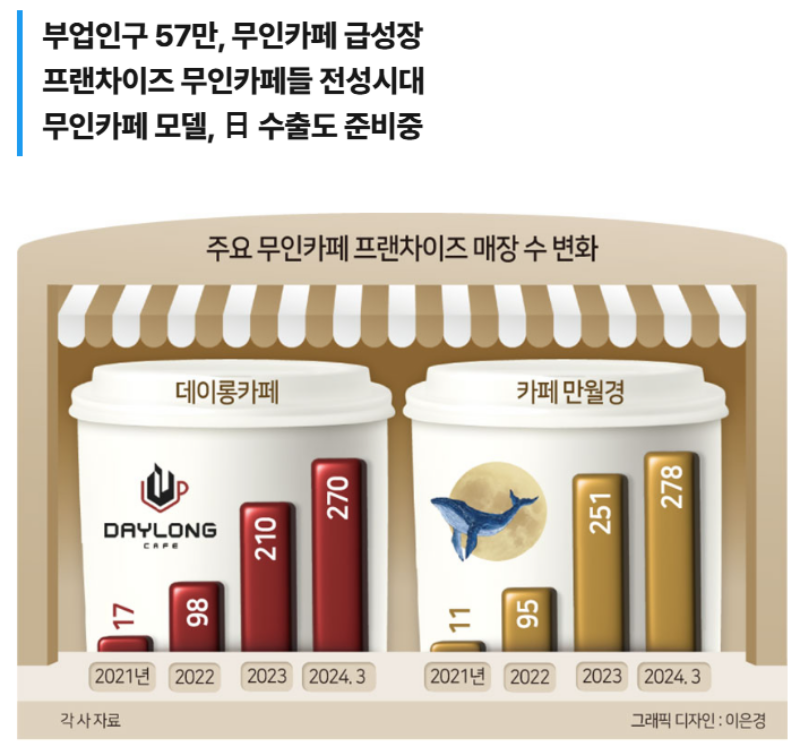 부업인구 57만, 무인카페 급성장
프랜차이즈 무인카페들 전성시대
무인카페 모델, 日 수출도 준비중
주요 무인카페 프랜차이즈 매장 수 변화
데이롱카페
UP
DAYLONG
CAFE
17
98
210
270
2021년
2022
2023
2024. 3
카페 만월경
11
95
251
278
2021년
2022
2023
2024. 3
각 사 자료
그래픽 디자인 : 이은경